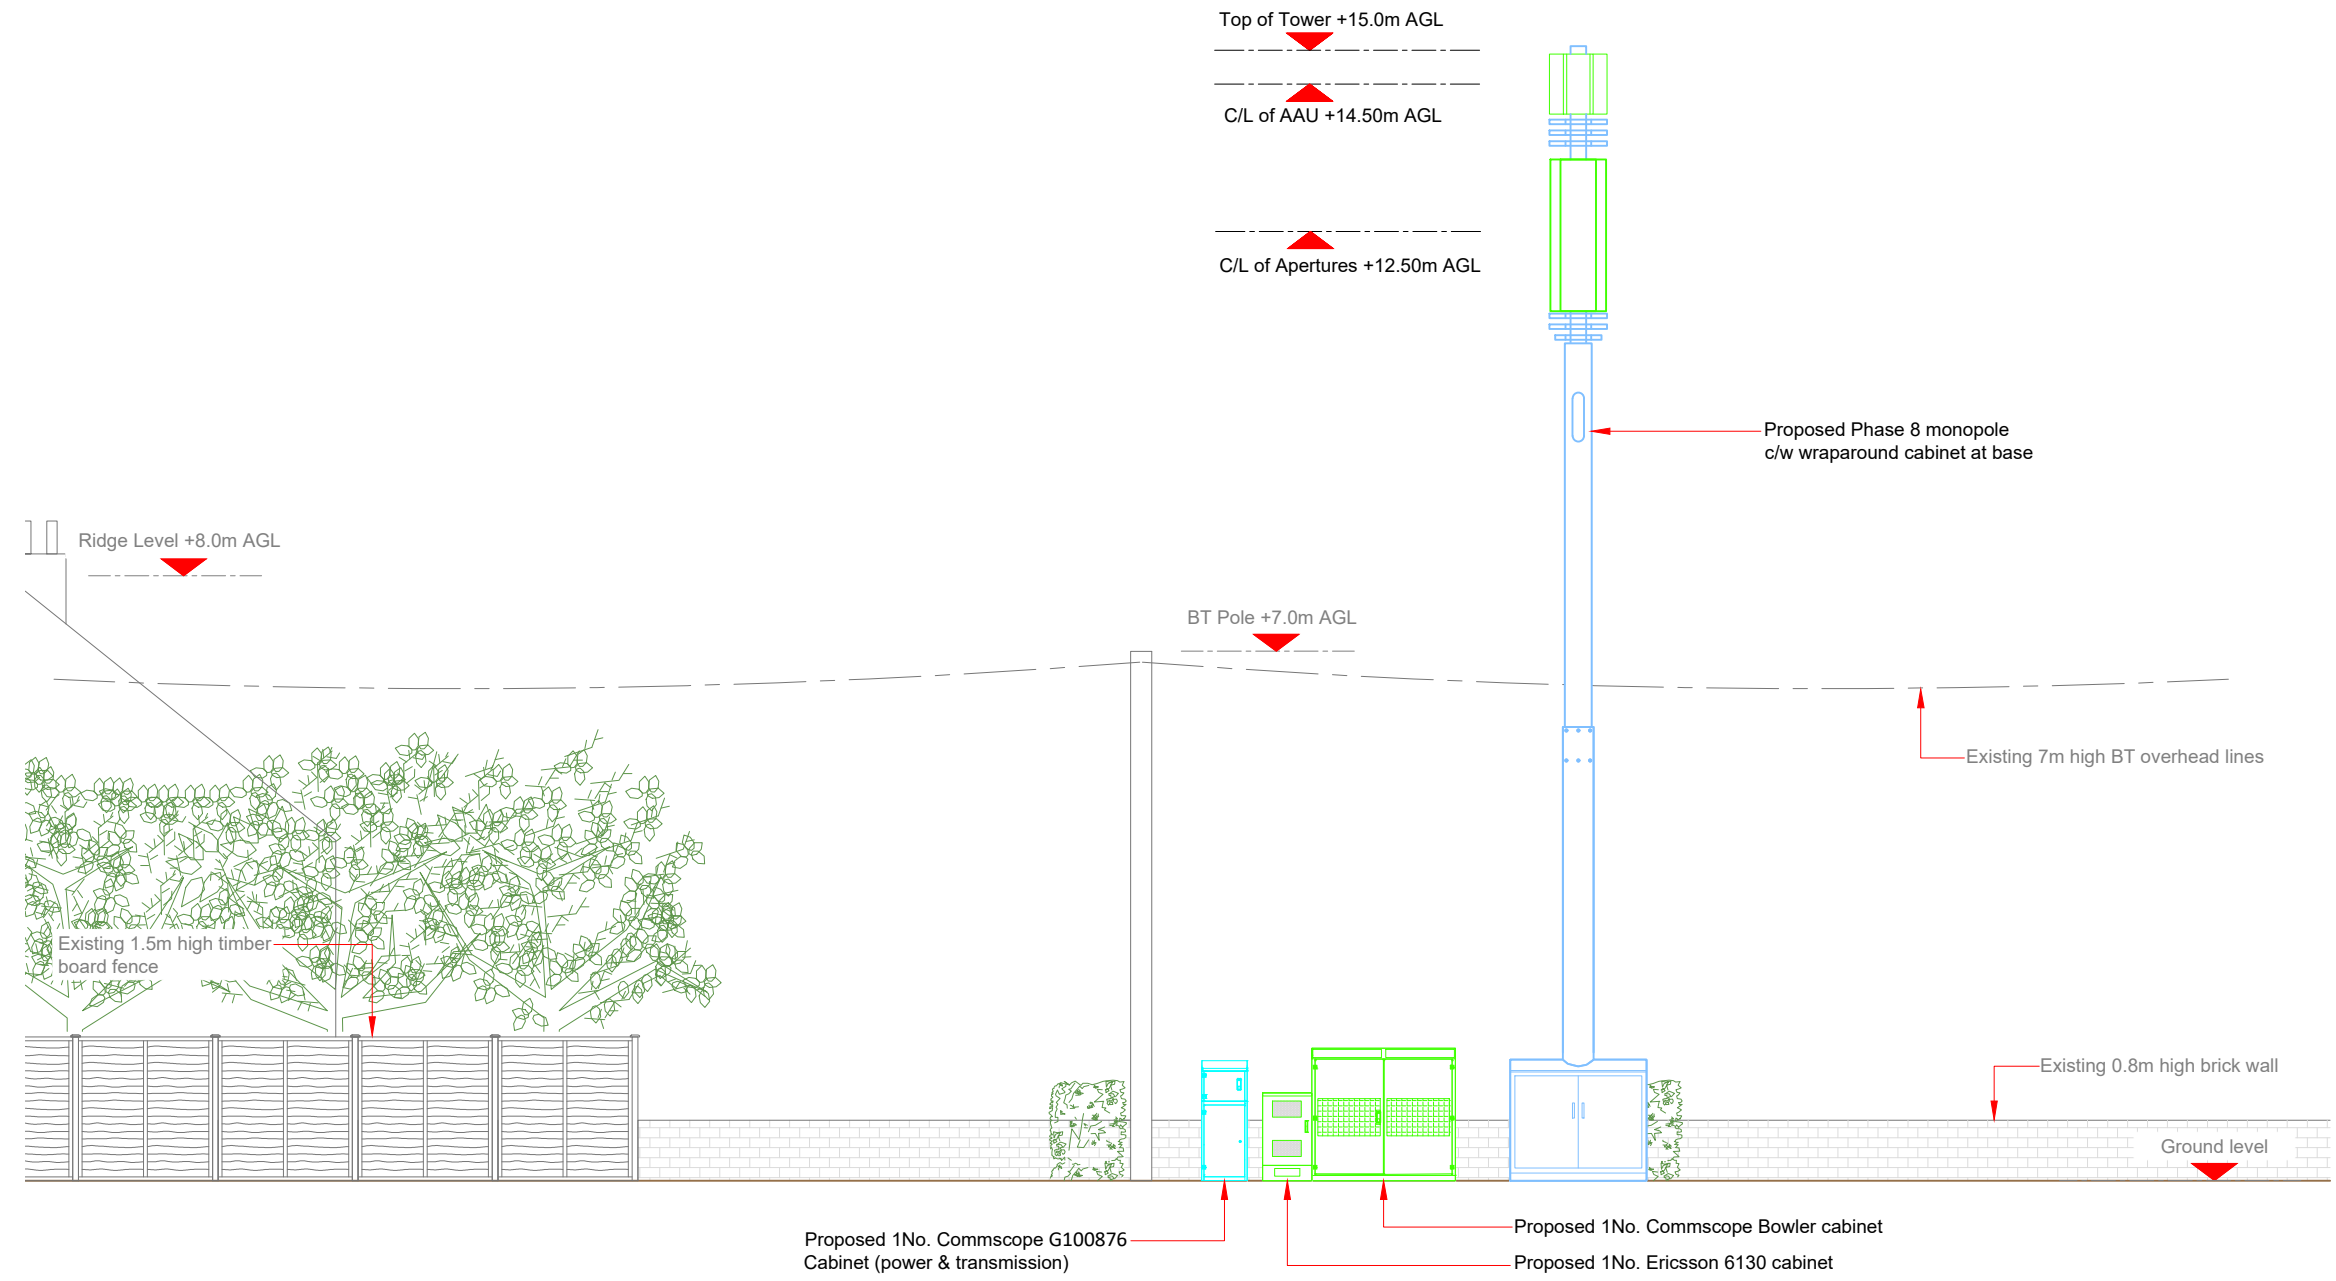 Top of Tower +15.0m AGL
C/L of AAU +14.50m AGL
C/L of Apertures +12.50m AGL
Proposed Phase 8 monopole
c/w wraparound cabinet at base
Ridge Level +8.0m AGL
BT Pole +7.0m AGL
Existing 7m high BT overhead lines
Existing 1.5m high timber
board fence
Existing 0.8m high brick wall
Ground level
Proposed 1No. Commscope G100876
Cabinet (power & transmission)
Proposed 1No. Commscope Bowler cabinet
Proposed 1No. Ericsson 6130 cabinet